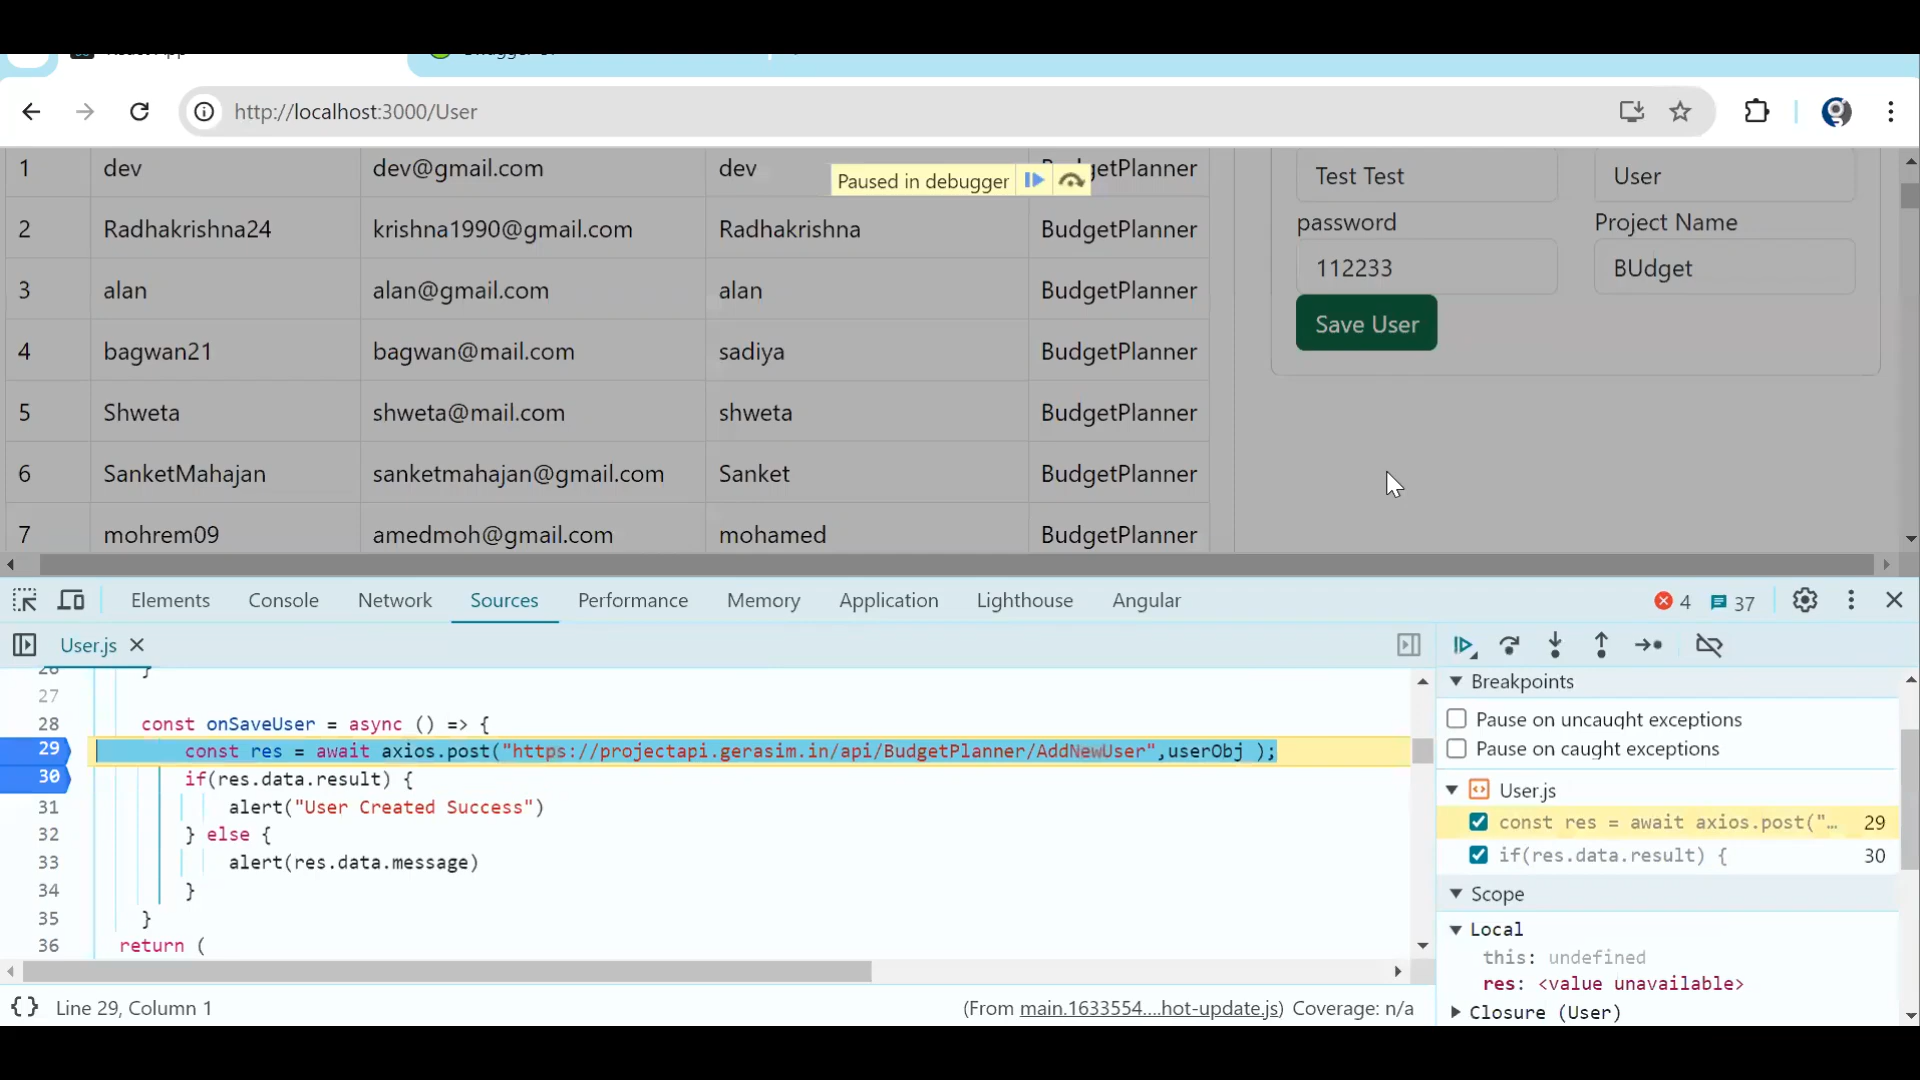 http://localhost:3000/User
1 dev dev@gmail.com dev BudgetPlanner
Paused in debugger
2 Radhakrishna24 krishna1990@gmail.com Radhakrishna BudgetPlanner
3 alan alan@gmail.com alan BudgetPlanner
4 bagwan21 bagwan@mail.com sadiya BudgetPlanner
5 Shweta shweta@mail.com shweta BudgetPlanner
6 SanketMahajan sanketmahajan@gmail.com Sanket BudgetPlanner
7 mohrem09 amedmoh@gmail.com mohamed BudgetPlanner
Test Test User
password Project Name
112233 BUdget
Save User
Elements Console Network Sources Performance Memory Application Lighthouse Angular 4 37
User.js
26 }
27
28 const onSaveUser = async () => {
29 const res = await axios.post("https://projectapi.gerasim.in/api/BudgetPlanner/AddNewUser",userObj );
30 if(res.data.result) {
31 alert("User Created Success")
32 } else {
33 alert(res.data.message)
34 }
35 }
36 return (
{} Line 29, Column 1 (From main.1633554....hot-update.js) Coverage: n/a
Breakpoints
Pause on uncaught exceptions
Pause on caught exceptions
User.js
const res = await axios.post("… 29
if(res.data.result) { 30
Scope
Local
this: undefined
res: <value unavailable>
Closure (User)